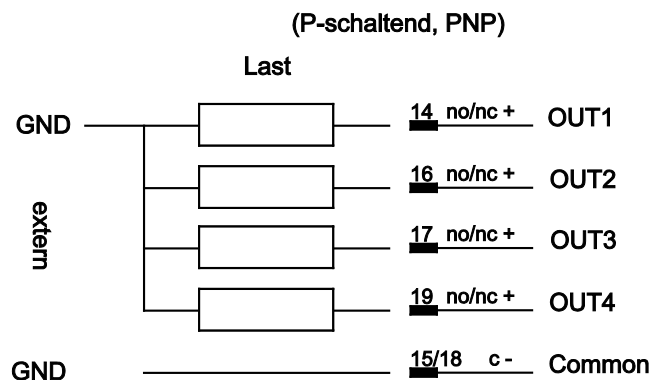 (P-schaltend, PNP)
Last
GND 14 no/nc + OUT1
16 no/nc + OUT2
extern
17 no/nc + OUT3
19 no/nc + OUT4
GND 15/18 c - Common